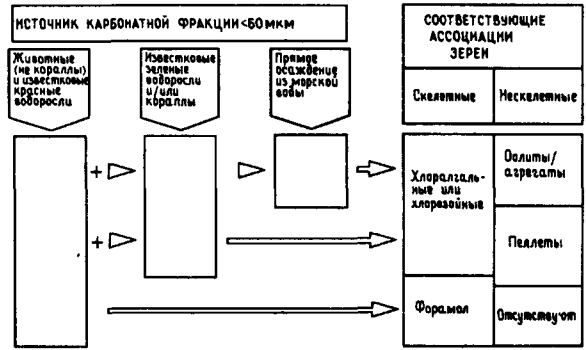 ИСТОЧНИК КАРБОНАТНОЙ ФРАКЦИИ<60мкм
СООТВЕТСТВУЮЩИЕ
АССОЦИАЦИИ
ЗЕРЕН
Животные
(не кораллы)
и известковые
красные
водоросли
Известковые
зеленые
водоросли
и/или
кораллы
Прямое
осаждение
из морской
воды
Скелетные
Нескелетные
+
+
Хлоралгаль-
ные или
хлорозойные
Оолиты/
агрегаты
Пеллеты
Форамол
Отсутствуют